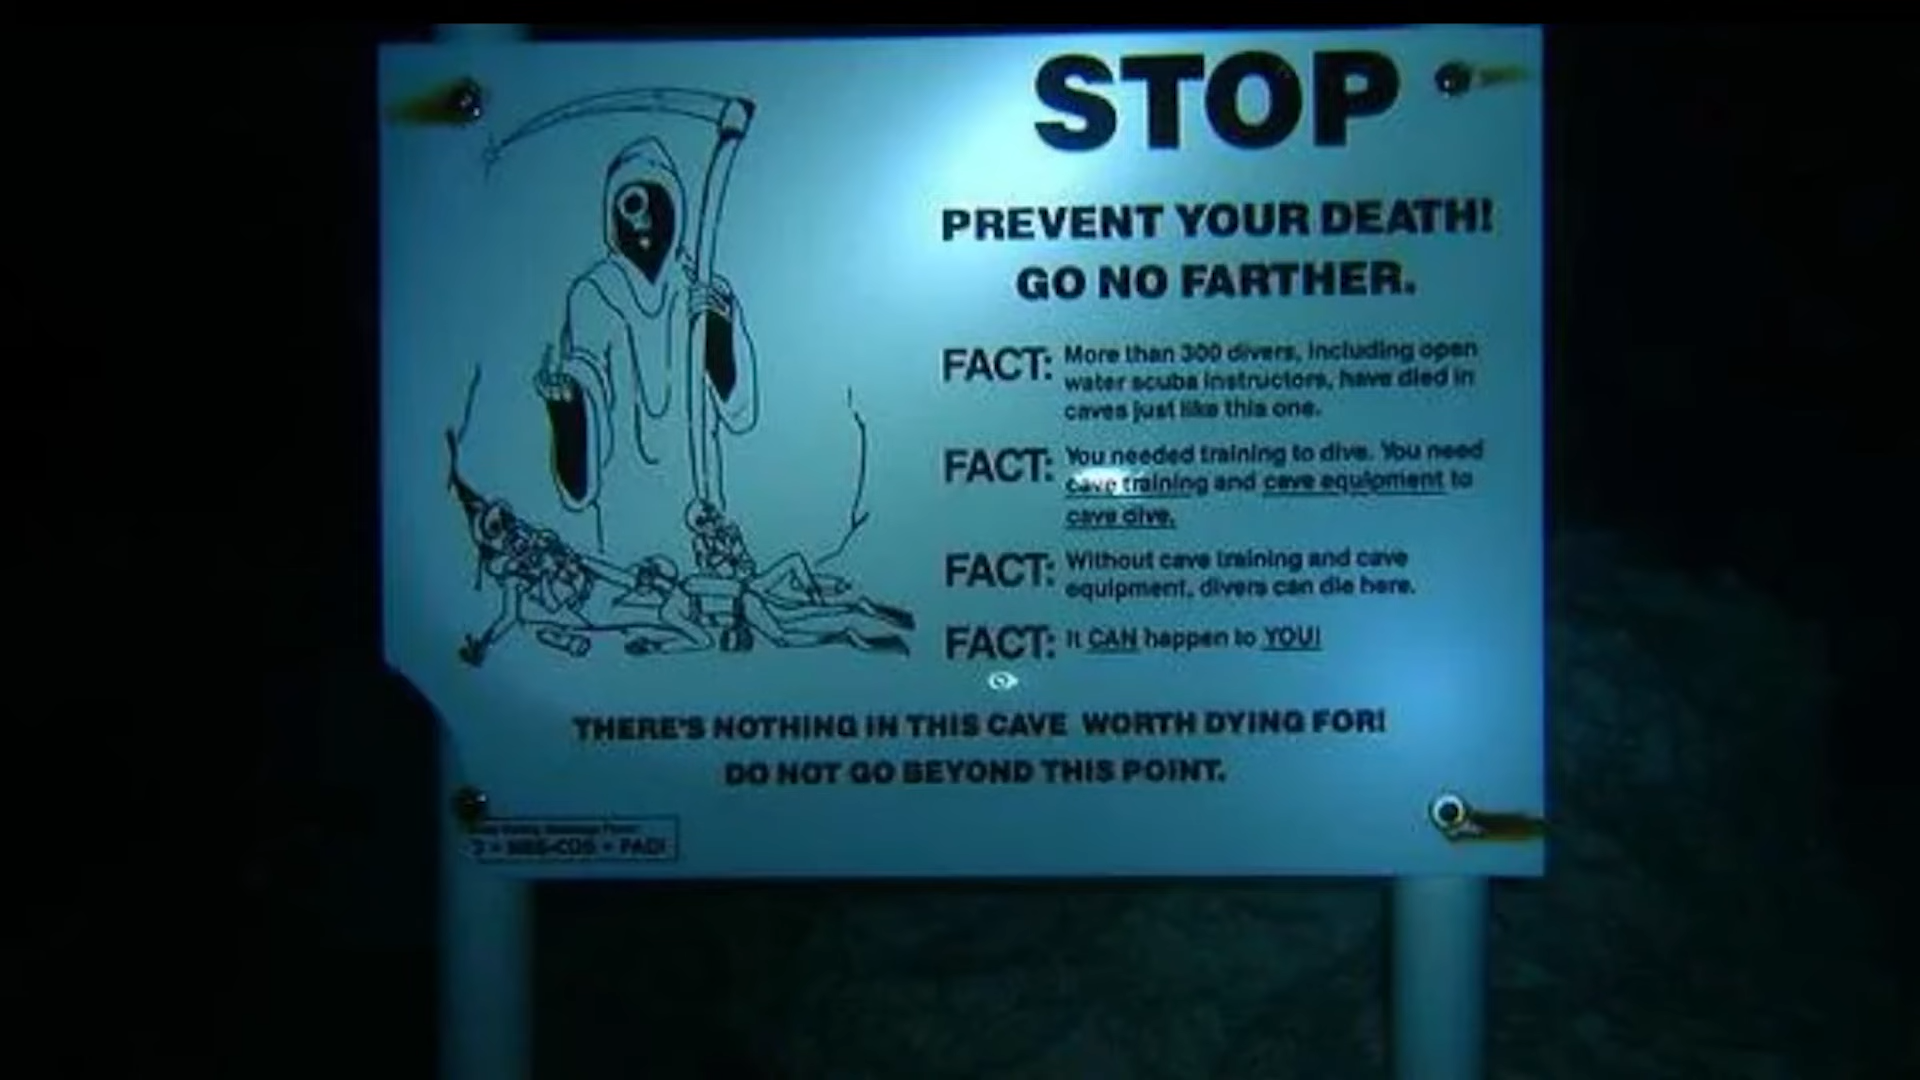 STOP
PREVENT YOUR DEATH!
GO NO FARTHER.
FACT: More than 300 divers, including open
water scuba instructors, have died in
caves just like this one.
FACT: You needed training to dive. You need
cave training and cave equipment to
cave dive.
FACT: Without cave training and cave
equipment, divers can die here.
FACT: It CAN happen to YOU!
THERE'S NOTHING IN THIS CAVE WORTH DYING FOR!
DO NOT GO BEYOND THIS POINT.
PADI